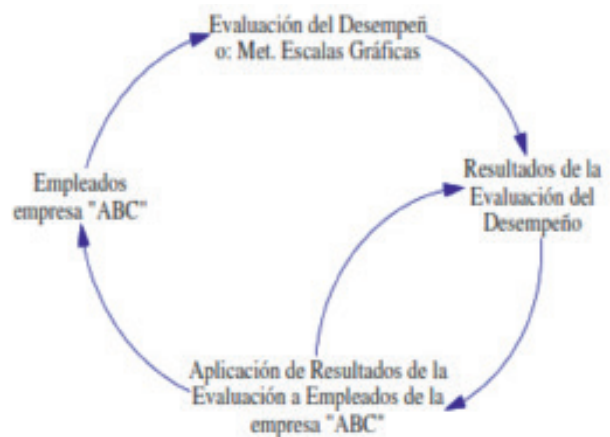 Evaluación del Desempeñ
o: Met. Escalas Gráficas
Resultados de la
Evaluación del
Desempeño
Empleados
empresa "ABC"
Aplicación de Resultados de la
Evaluación a Empleados de la
empresa "ABC"